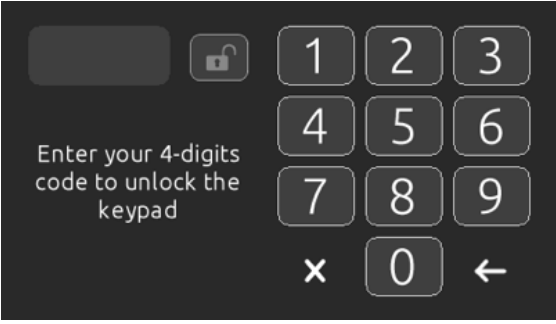 1 2 3
4 5 6
7 8 9
0
Enter your 4-digits
code to unlock the
keypad